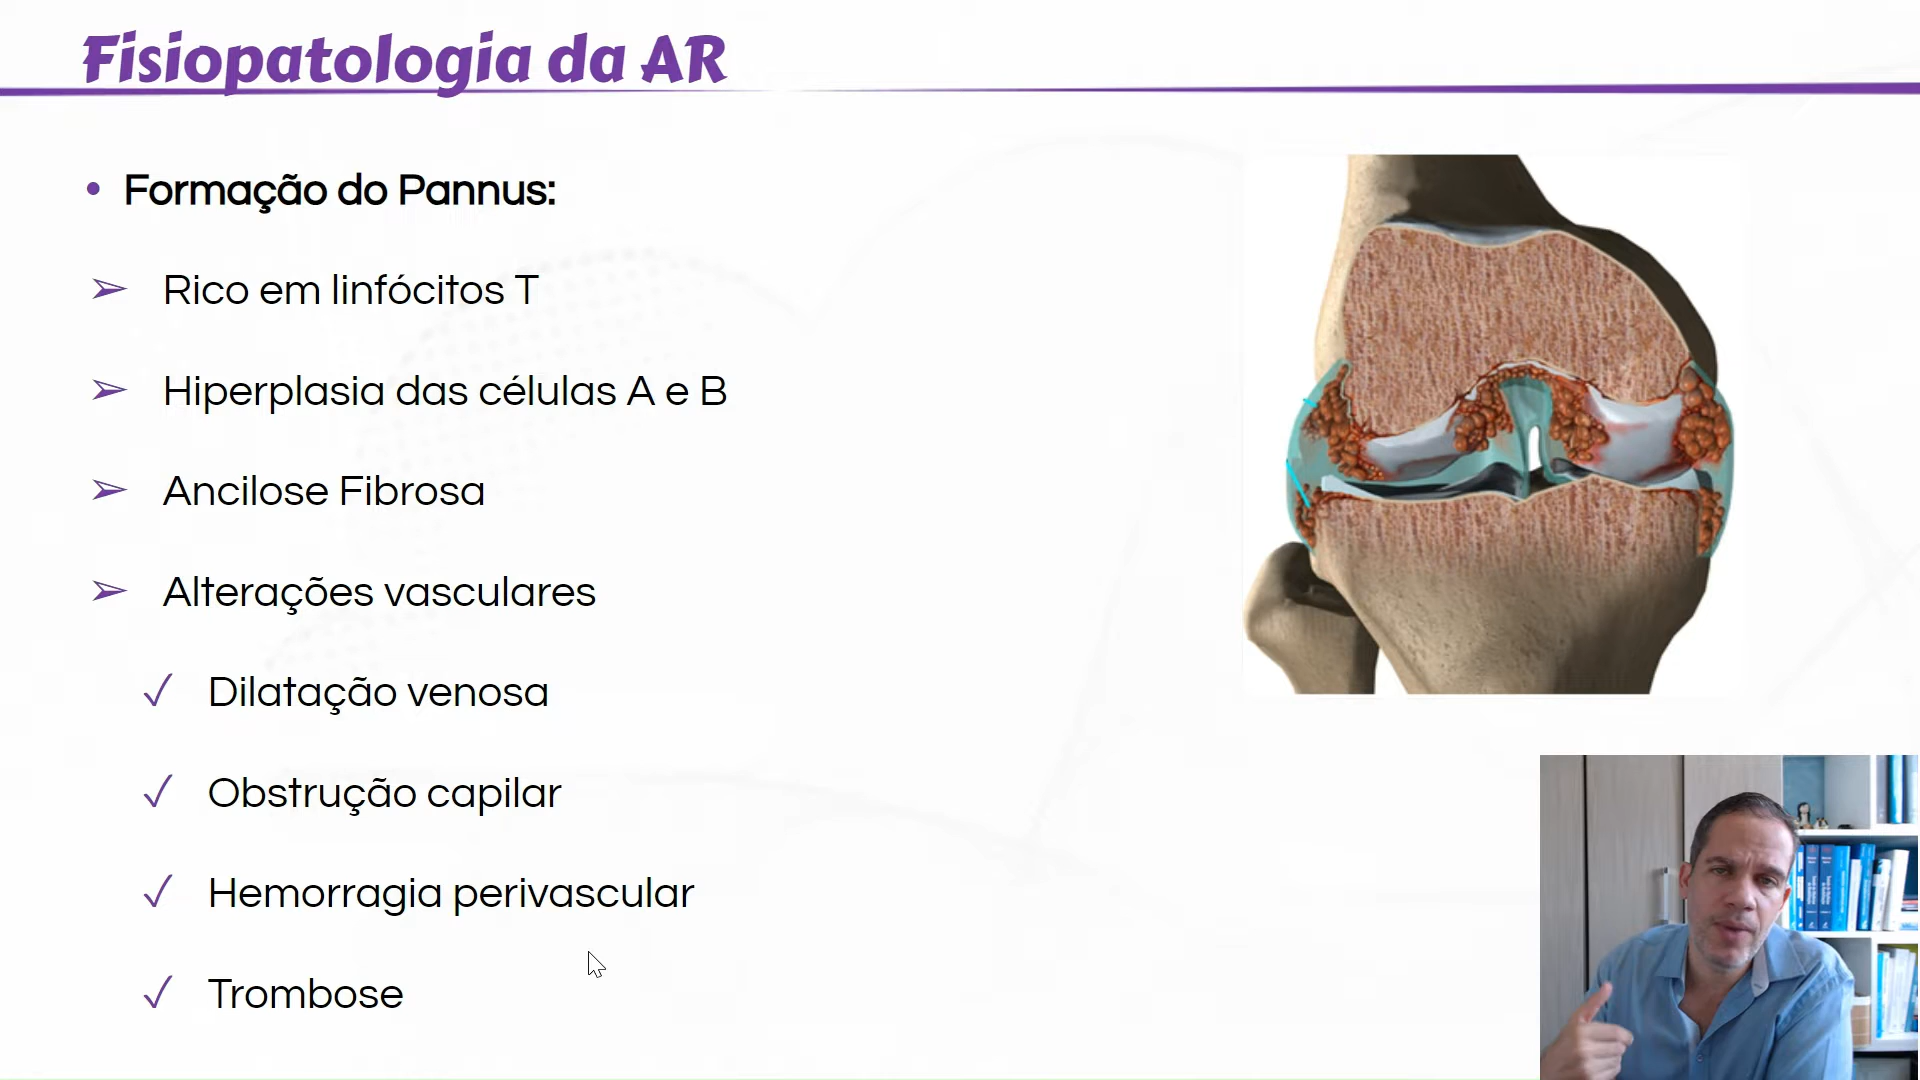 Fisiopatologia da AR
• Formação do Pannus:
➢ Rico em linfócitos T
➢ Hiperplasia das células A e B
➢ Ancilose Fibrosa
➢ Alterações vasculares
✓ Dilatação venosa
✓ Obstrução capilar
✓ Hemorragia perivascular
✓ Trombose